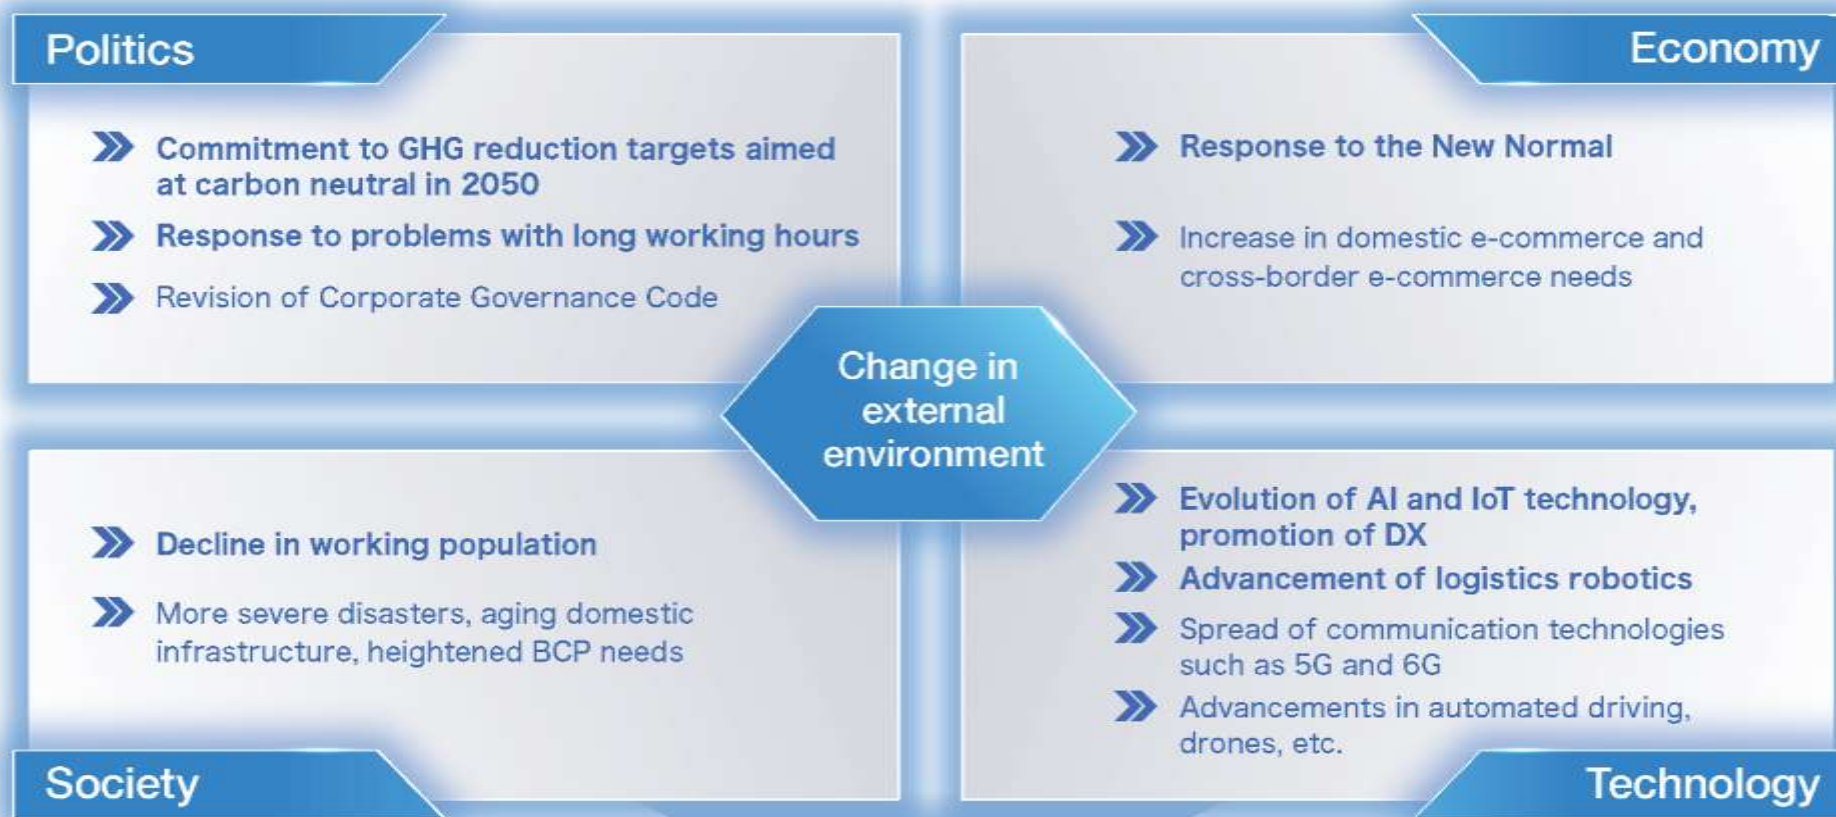 Politics
Commitment to GHG reduction targets aimed
at carbon neutral in 2050
Response to problems with long working hours
Revision of Corporate Governance Code
Economy
Response to the New Normal
Increase in domestic e-commerce and
cross-border e-commerce needs
Change in
external
environment
Decline in working population
More severe disasters, aging domestic
infrastructure, heightened BCP needs
Society
Evolution of AI and IoT technology,
promotion of DX
Advancement of logistics robotics
Spread of communication technologies
such as 5G and 6G
Advancements in automated driving,
drones, etc.
Technology